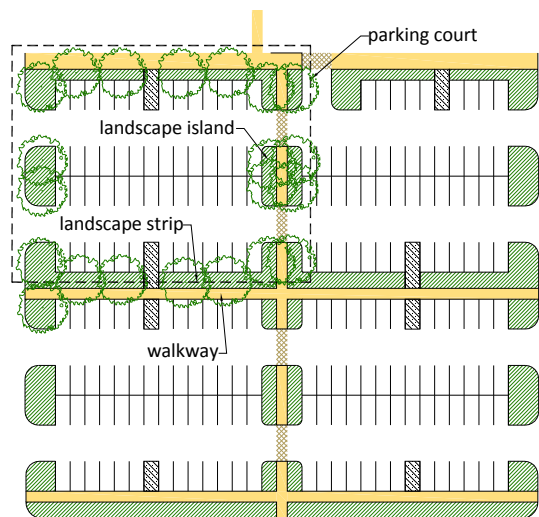 parking court
landscape island
landscape strip
walkway